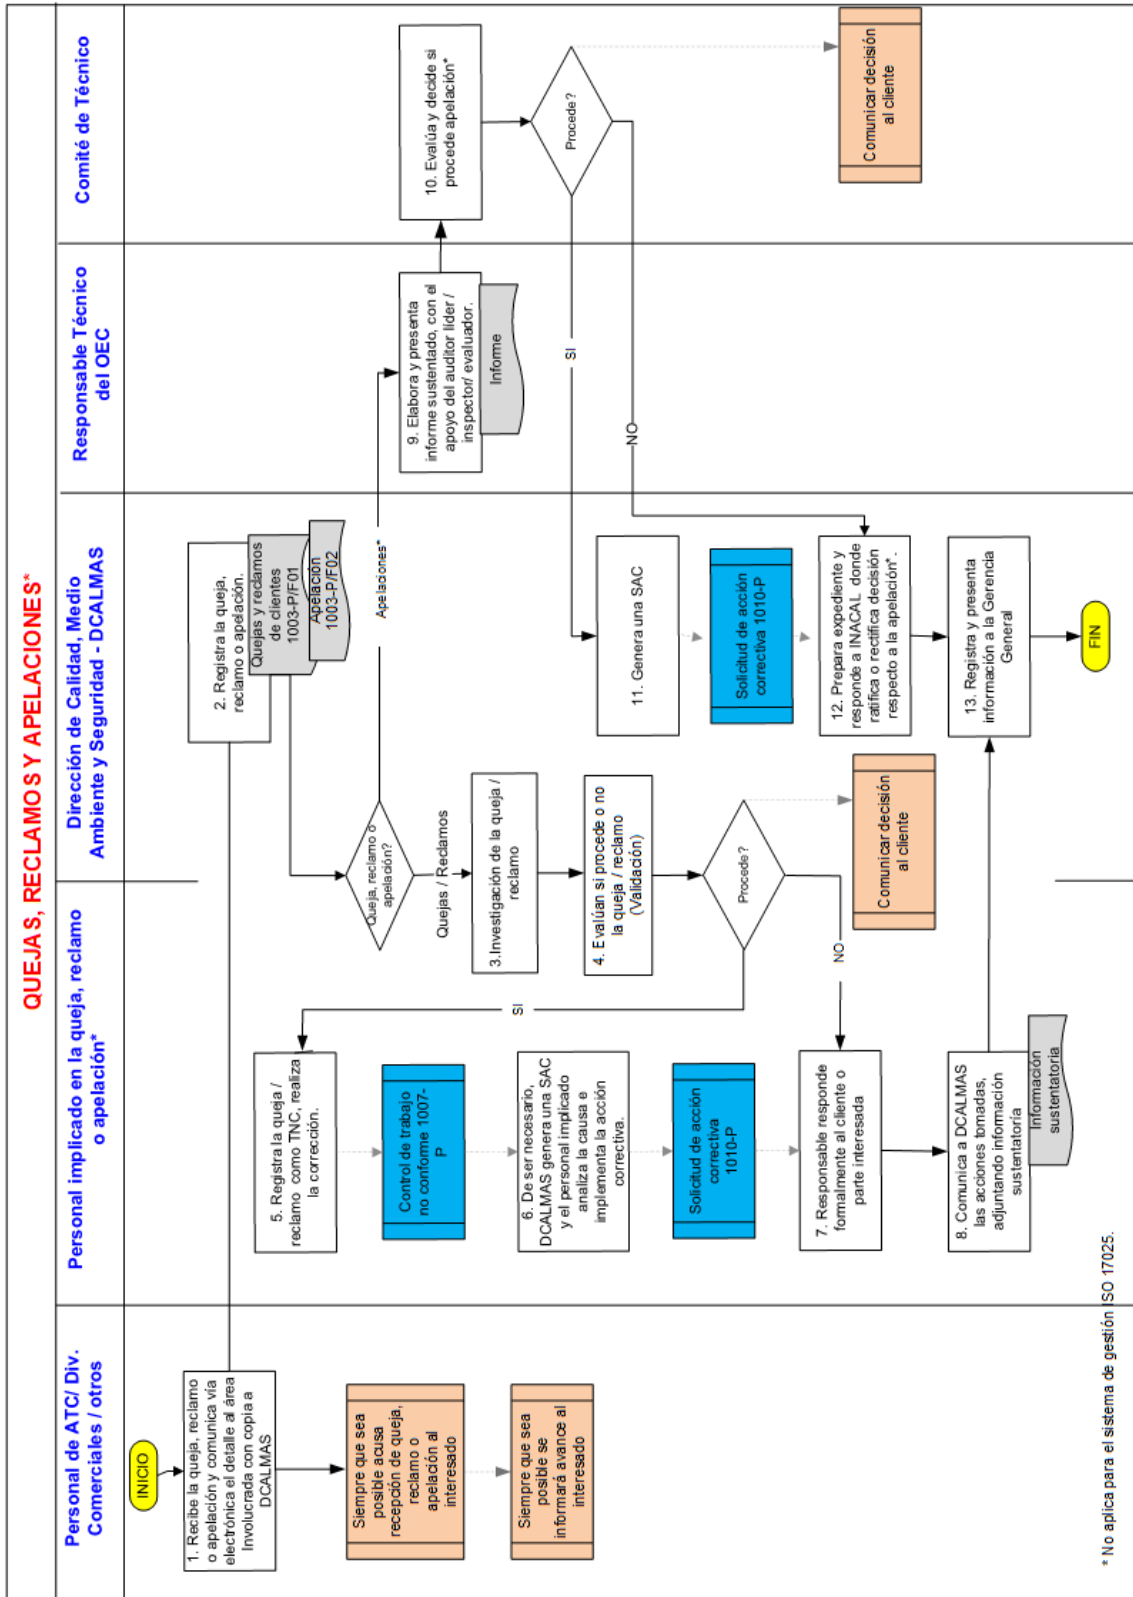 QUEJAS, RECLAMOS Y APELACIONES*
Personal de ATC/ Div.
Comerciales / otros
Personal implicado en la queja, reclamo
o apelación*
Dirección de Calidad, Medio
Ambiente y Seguridad - DCALMAS
Responsable Técnico
del OEC
Comité de Técnico
INICIO
1. Recibe la queja, reclamo
o apelación y comunica vía
electrónica el detalle al área
Involucrada con copia a
DCALMAS
Siempre que sea
posible acusa
recepción de queja,
reclamo o
apelación al
interesado
Siempre que sea
posible se
informará avance al
interesado
2. Registra la queja,
reclamo o apelación.
Quejas y reclamos
de clientes
1003-P/F01
Apelación
1003-P/F02
Queja, reclamo o
apelación?
Apelaciones*
Quejas / Reclamos
3.Investigación de la queja /
reclamo
4. Evalúan si procede o no
la queja / reclamo
(Validación)
Procede?
SI
NO
Comunicar decisión
al cliente
5. Registra la queja /
reclamo como TNC, realiza
la corrección.
Control de trabajo
no conforme 1007-
P
6. De ser necesario,
DCALMAS genera una SAC
y el personal implicado
analiza la causa e
implementa la acción
correctiva.
Solicitud de acción
correctiva
1010-P
7. Responsable responde
formalmente al cliente o
parte interesada
8. Comunica a DCALMAS
las acciones tomadas,
adjuntando información
sustentatoría
Información
sustentatoria
9. Elabora y presenta
informe sustentado, con el
apoyo del auditor líder /
inspector/ evaluador.
Informe
10. Evalúa y decide si
procede apelación*
Procede?
SI
NO
Comunicar decisión
al cliente
11. Genera una SAC
Solicitud de acción
correctiva 1010-P
12. Prepara expediente y
responde a INACAL donde
ratifica o rectifica decisión
respecto a la apelación*.
13. Registra y presenta
información a la Gerencia
General
FIN
* No aplica para el sistema de gestión ISO 17025.